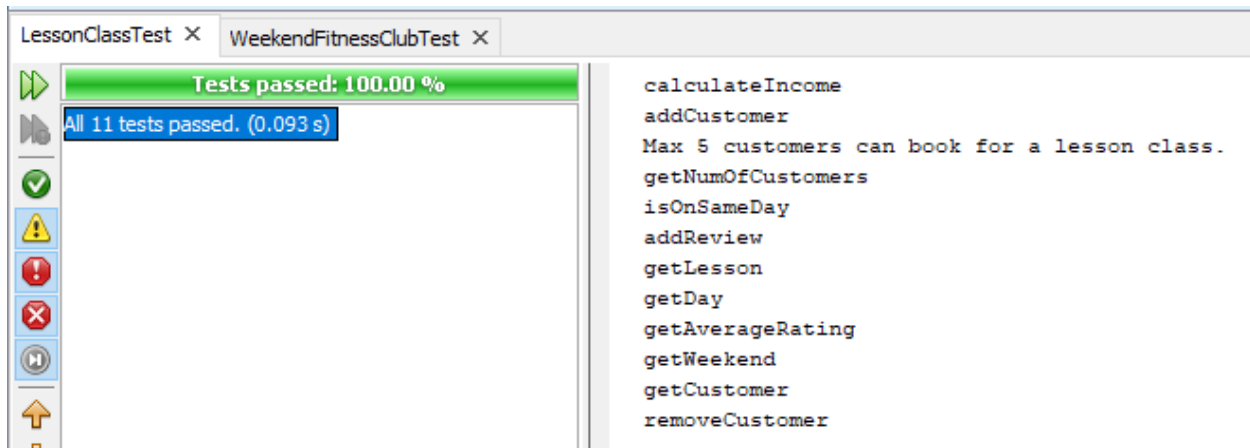 LessonClassTest
WeekendFitnessClubTest
Tests passed: 100.00 %
All 11 tests passed. (0.093 s)
calculateIncome
addCustomer
Max 5 customers can book for a lesson class.
getNumOfCustomers
isOnSameDay
addReview
getLesson
getDay
getAverageRating
getWeekend
getCustomer
removeCustomer